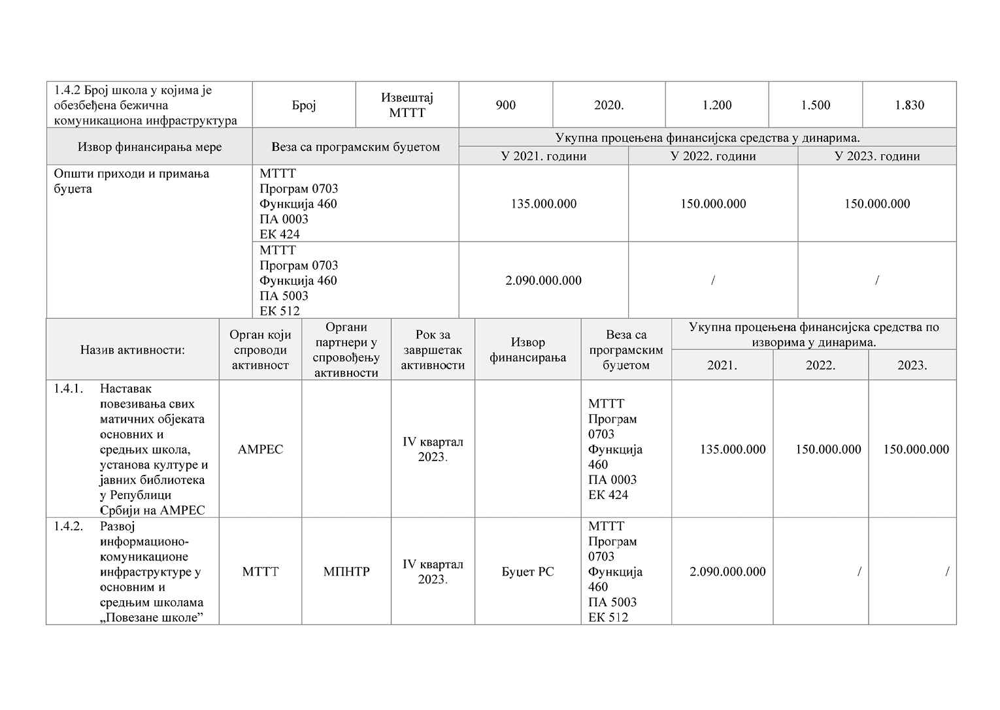 1.4.2 Број школа у којима је
обезбеђена бежична
комуникациона инфраструктура
Број
Извештај
МТТТ
900
2020.
1.200
1.500
1.830
Извор финансирања мере
Веза са програмским буџетом
Укупна процењена финансијска средства у динарима.
У 2021. години
У 2022. години
У 2023. години
Општи приходи и примања
буџета
МТТТ
Програм 0703
Функција 460
ПА 0003
ЕК 424
135.000.000
150.000.000
150.000.000
МТТТ
Програм 0703
Функција 460
ПА 5003
ЕК 512
2.090.000.000
/
/
Назив активности:
Орган који
спроводи
активност
Органи
партнери у
спровођењу
активности
Рок за
завршетак
активности
Извор
финансирања
Веза са
програмским
буџетом
Укупна процењена финансијска средства по
изворима у динарима.
2021.
2022.
2023.
1.4.1. Наставак
повезивања свих
матичних објеката
основних и
средњих школа,
установа културе и
јавних библиотека
у Републици
Србији на АМРЕС
АМРЕС
IV квартал
2023.
МТТТ
Програм
0703
Функција
460
ПА 0003
ЕК 424
135.000.000
150.000.000
150.000.000
1.4.2. Развој
информационо-
комуникационе
инфраструктуре у
основним и
средњим школама
„Повезане школе”
МТТТ
МПНТР
IV квартал
2023.
Буџет РС
МТТТ
Програм
0703
Функција
460
ПА 5003
ЕК 512
2.090.000.000
/
/